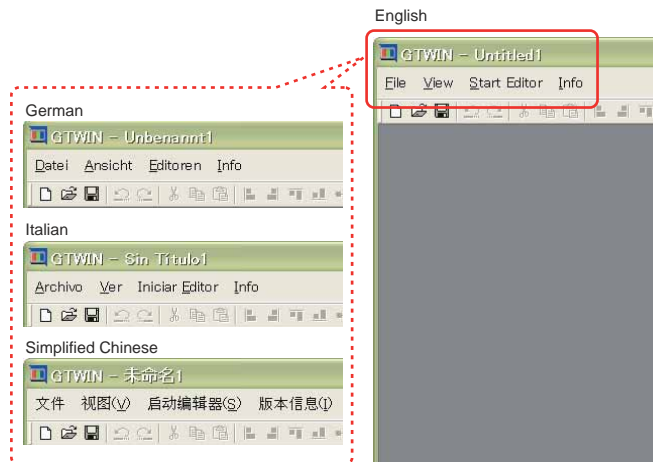 English
GTWIN – Untitled1
File View Start Editor Info
German
GTWIN – Unbenannt1
Datei Ansicht Editoren Info
Italian
GTWIN – Sin Título1
Archivo Ver Iniciar Editor Info
Simplified Chinese
GTWIN – 未命名1
文件 视图(V) 启动编辑器(S) 版本信息(I)